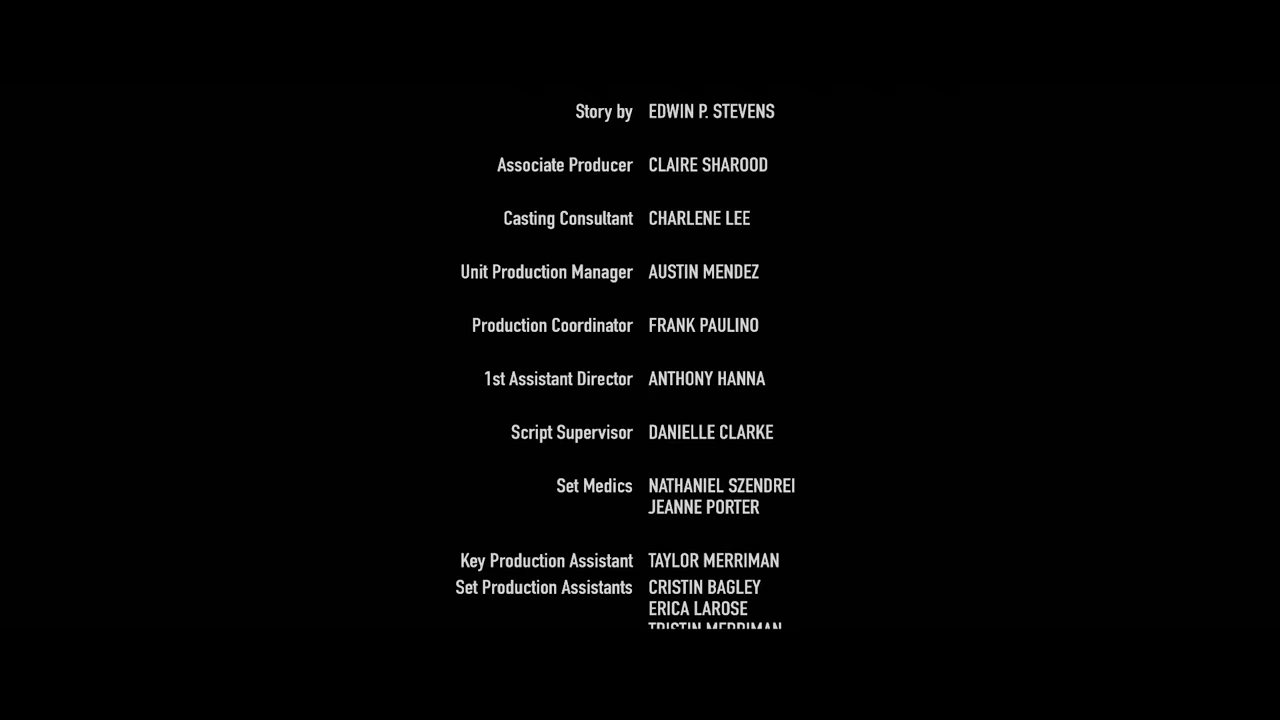 Story by EDWIN P. STEVENS
Associate Producer CLAIRE SHAROOD
Casting Consultant CHARLENE LEE
Unit Production Manager AUSTIN MENDEZ
Production Coordinator FRANK PAULINO
1st Assistant Director ANTHONY HANNA
Script Supervisor DANIELLE CLARKE
Set Medics NATHANIEL SZENDREI
JEANNE PORTER
Key Production Assistant TAYLOR MERRIMAN
Set Production Assistants CRISTIN BAGLEY
ERICA LAROSE
TRISTIN MERRIMAN